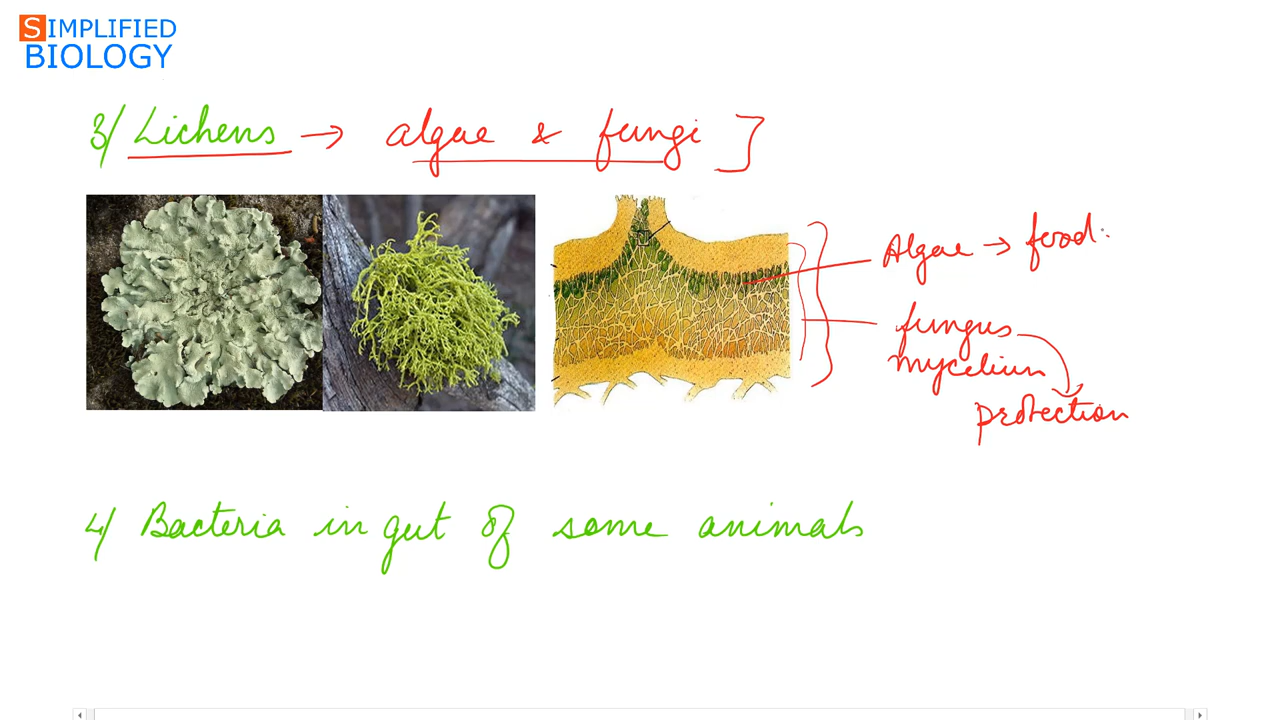 SIMPLIFIED
BIOLOGY
3/ Lichens → algae & fungi ]
Algae → food.
fungus
mycelium
protection
4/ Bacteria in gut of some animals